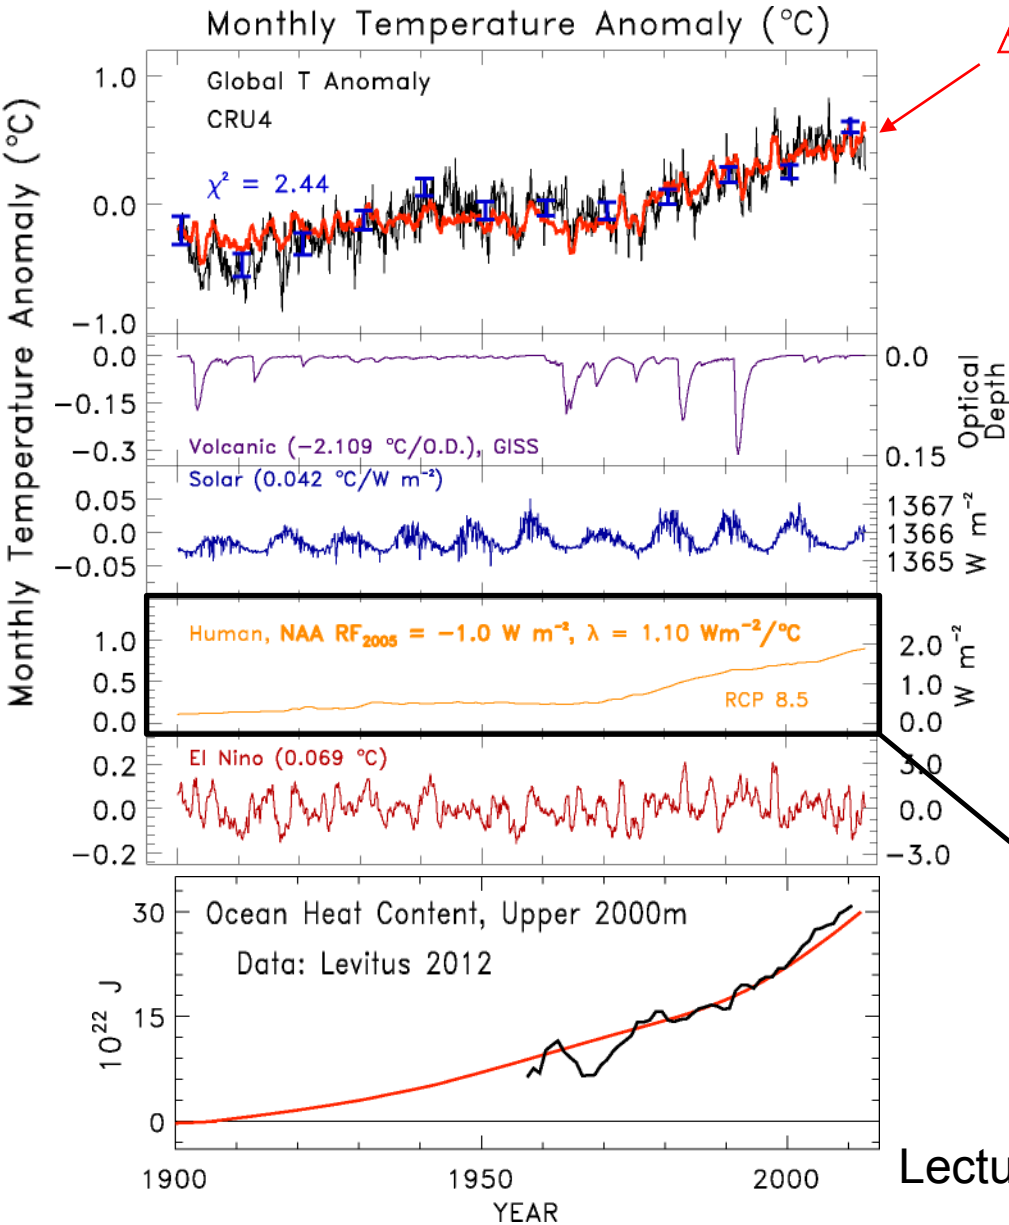 Monthly Temperature Anomaly (°C)
Monthly Temperature Anomaly (°C)
Global T Anomaly
CRU4
χ² = 2.44
1.0
0.0
−1.0
Δ
0.0
−0.15
−0.3
Volcanic (−2.109 °C/O.D.), GISS
0.0
0.15
Optical
Depth
Solar (0.042 °C/W m⁻²)
0.05
0.0
−0.05
1367
1366
1365
W m⁻²
Human, NAA RF₂₀₀₅ = −1.0 W m⁻², λ = 1.10 Wm⁻²/°C
RCP 8.5
1.0
0.5
0.0
2.0
1.0
0.0
W m⁻²
El Nino (0.069 °C)
0.2
0.0
−0.2
3.0
0.0
−3.0
Ocean Heat Content, Upper 2000m
Data: Levitus 2012
30
15
0
10²² J
1900
1950
2000
YEAR
Lectu